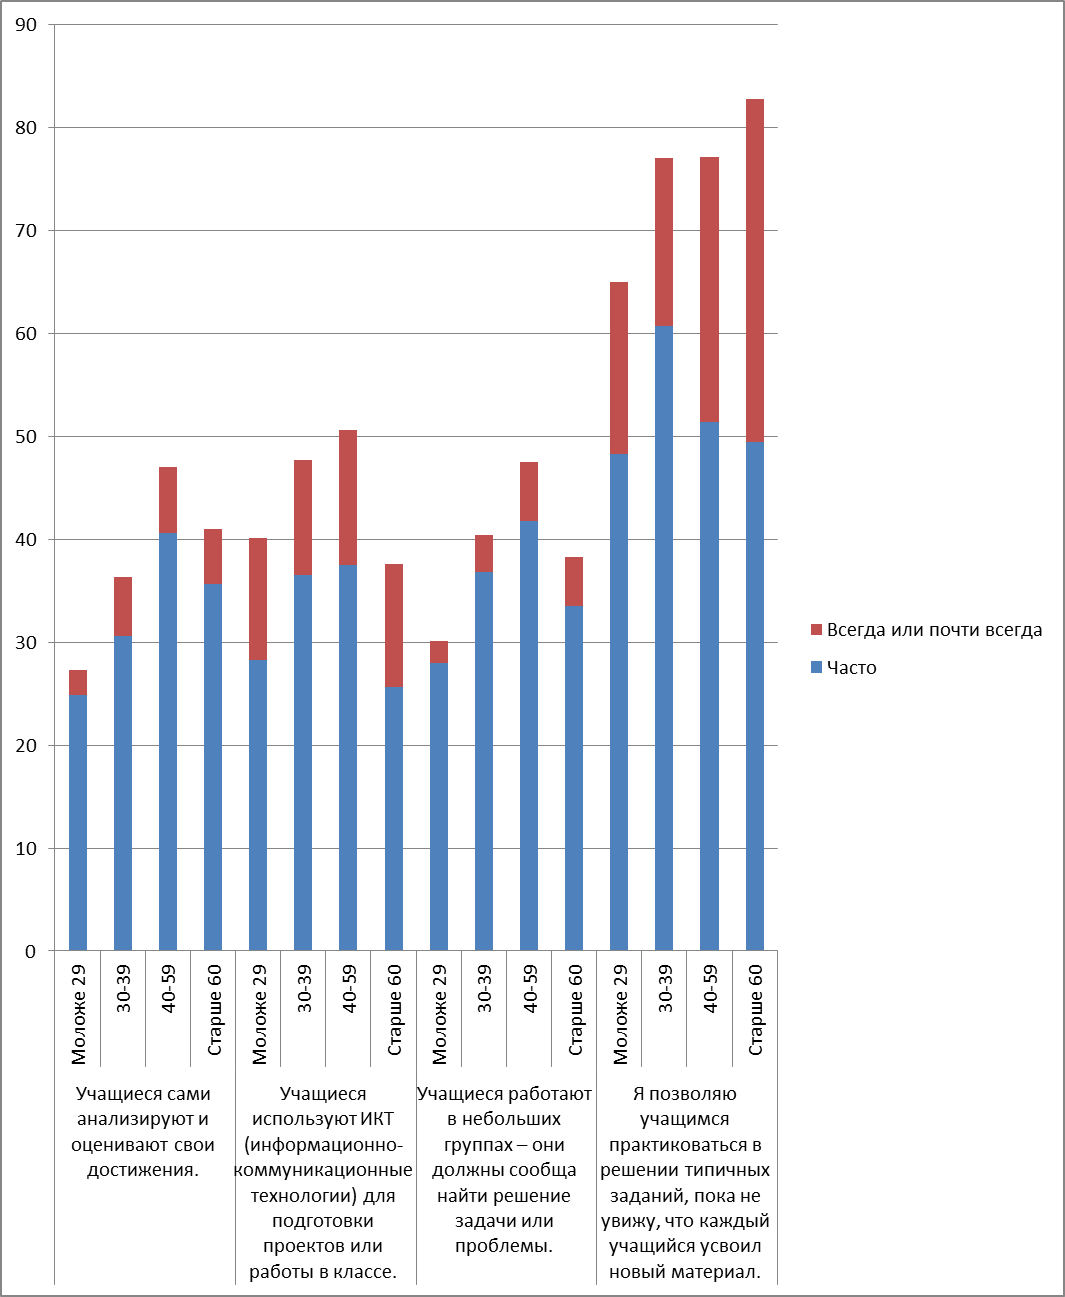 90
80
70
60
50
40
30
20
10
0
Всегда или почти всегда
Часто
Моложе 29
30-39
40-59
Старше 60
Моложе 29
30-39
40-59
Старше 60
Моложе 29
30-39
40-59
Старше 60
Моложе 29
30-39
40-59
Старше 60
Учащиеся сами
анализируют и
оценивают свои
достижения.
Учащиеся
используют ИКТ
(информационно-
коммуникационные
технологии) для
подготовки
проектов или
работы в классе.
Учащиеся работают
в небольших
группах – они
должны сообща
найти решение
задачи или
проблемы.
Я позволяю
учащимся
практиковаться в
решении типичных
заданий, пока не
увижу, что каждый
учащийся усвоил
новый материал.